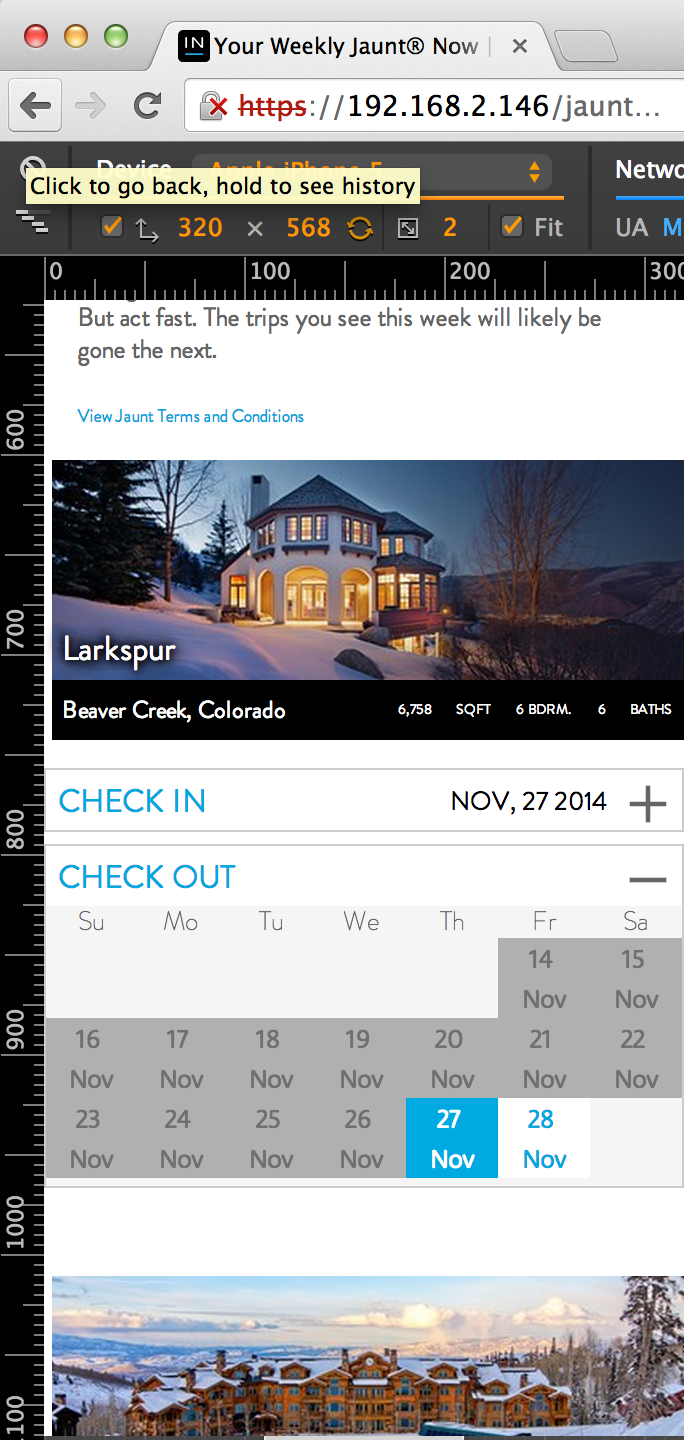 IN Your Weekly Jaunt® Now
https://192.168.2.146/jaunt...
Device Apple iPhone 5 Netwo
Click to go back, hold to see history
320 × 568 2 Fit UA M
0 100 200 300
But act fast. The trips you see this week will likely be
gone the next.
View Jaunt Terms and Conditions
600
700
Larkspur
Beaver Creek, Colorado 6,758 SQFT 6 BDRM. 6 BATHS
CHECK IN NOV, 27 2014
800
CHECK OUT
Su Mo Tu We Th Fr Sa
14 15
Nov Nov
900
16 17 18 19 20 21 22
Nov Nov Nov Nov Nov Nov Nov
23 24 25 26 27 28
Nov Nov Nov Nov Nov Nov
1000
1100